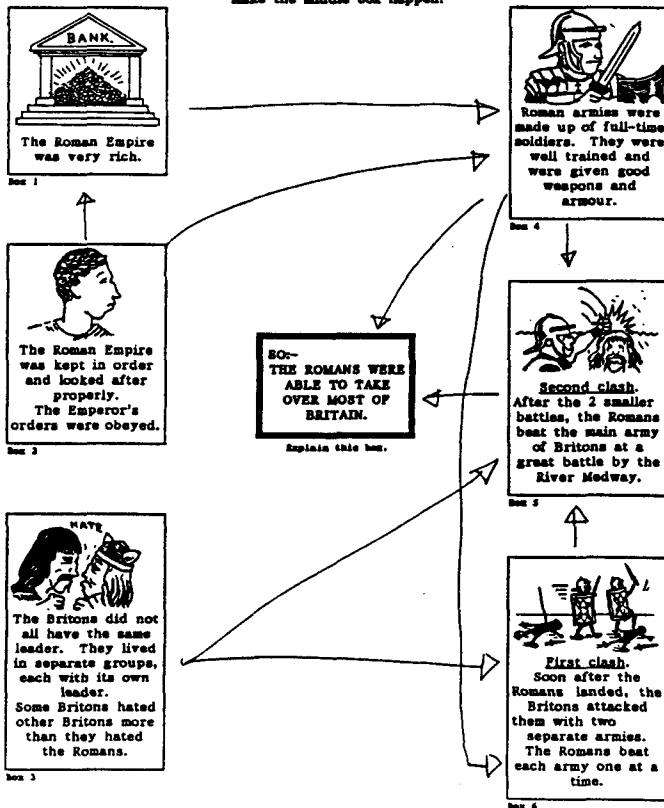 make the middle box happen?
BANK.
The Roman Empire
was very rich.
Box 1
Roman armies were
made up of full-time
soldiers. They were
well trained and
were given good
weapons and
armour.
Box 4
The Roman Empire
was kept in order
and looked after
properly.
The Emperor's
orders were obeyed.
Box 2
SO:-
THE ROMANS WERE
ABLE TO TAKE
OVER MOST OF
BRITAIN.
Explain this box.
Second clash.
After the 2 smaller
battles, the Romans
beat the main army
of Britons at a
great battle by the
River Medway.
Box 5
HATE
The Britons did not
all have the same
leader. They lived
in separate groups,
each with its own
leader.
Some Britons hated
other Britons more
than they hated
the Romans.
Box 3
First clash.
Soon after the
Romans landed, the
Britons attacked
them with two
separate armies.
The Romans beat
each army one at a
time.
Box 6